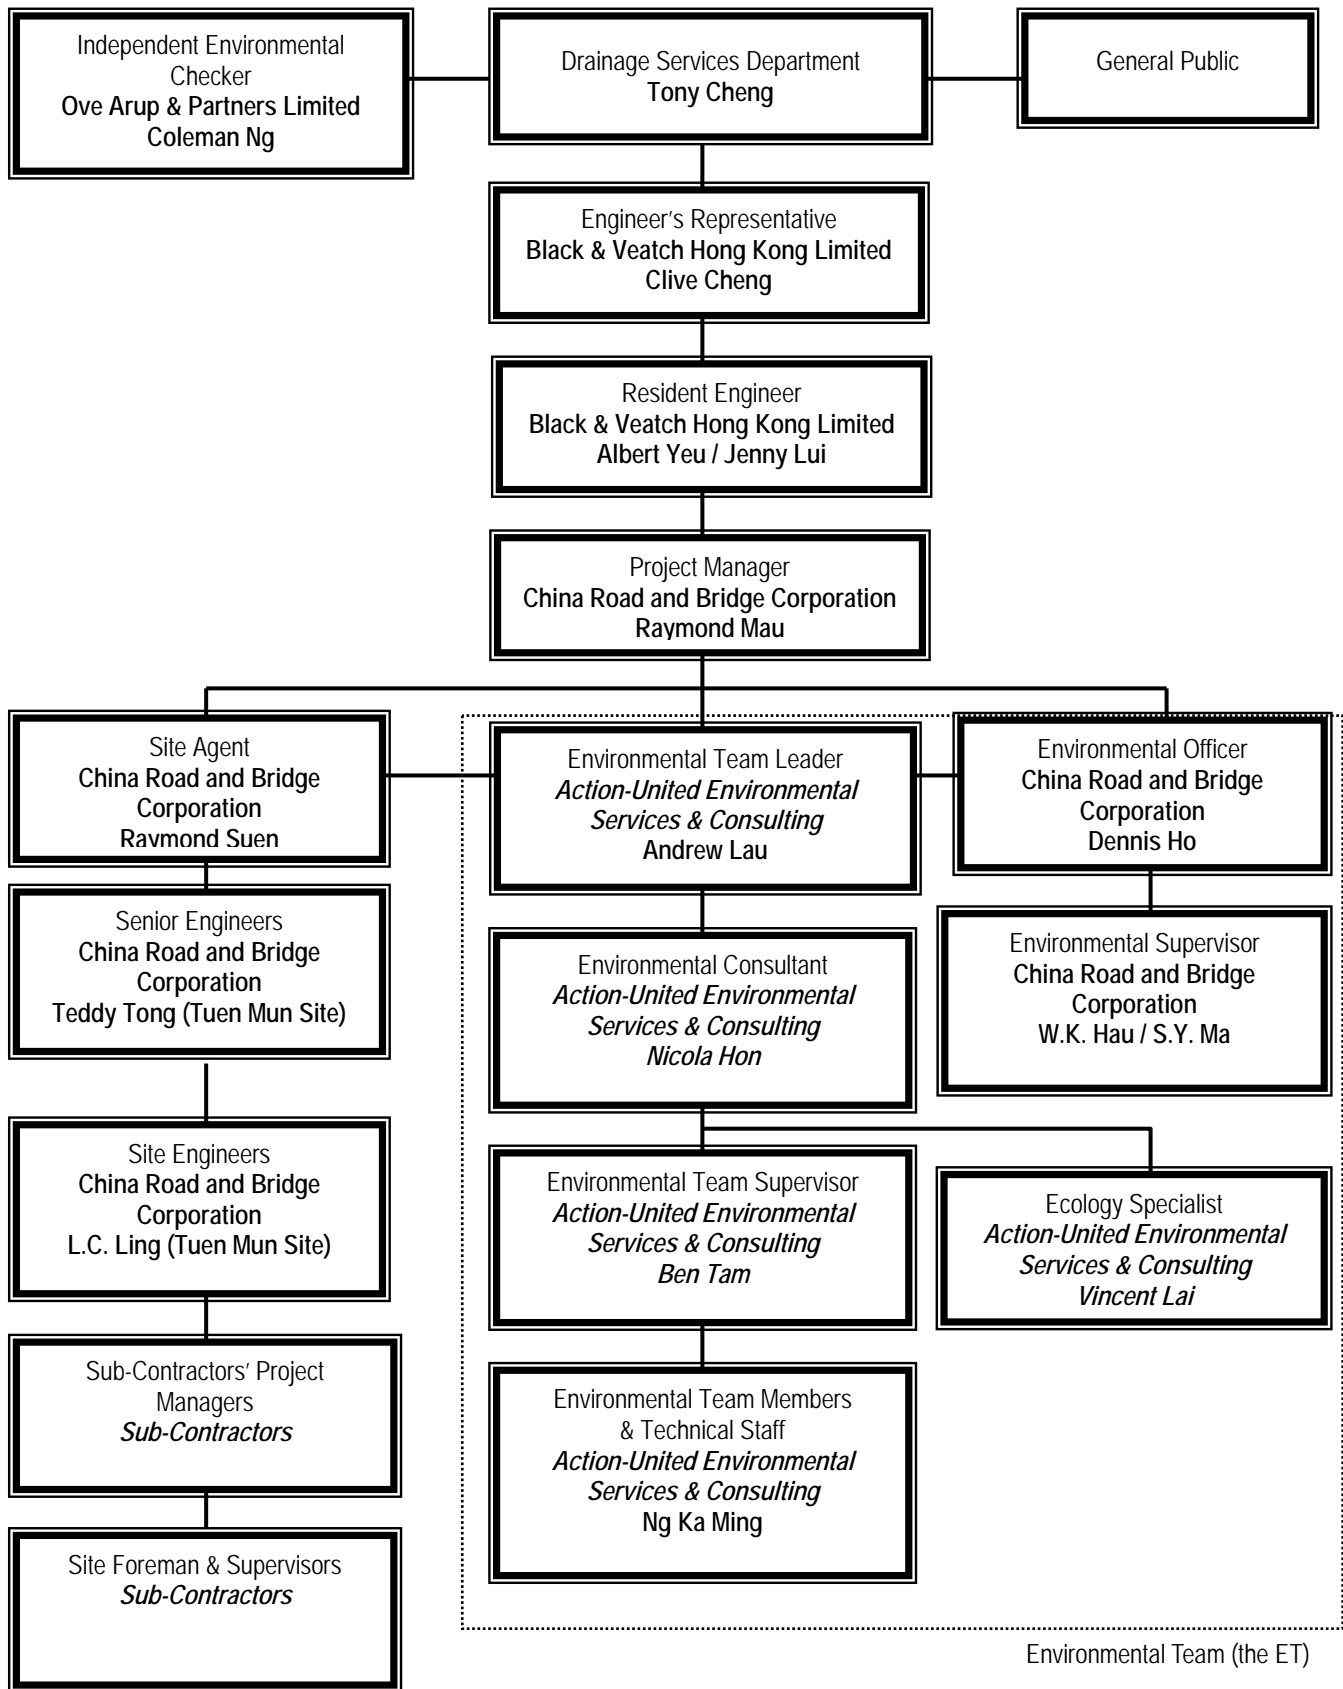 Independent Environmental
Checker
Ove Arup & Partners Limited
Coleman Ng
Drainage Services Department
Tony Cheng
General Public
Engineer's Representative
Black & Veatch Hong Kong Limited
Clive Cheng
Resident Engineer
Black & Veatch Hong Kong Limited
Albert Yeu / Jenny Lui
Project Manager
China Road and Bridge Corporation
Raymond Mau
Site Agent
China Road and Bridge
Corporation
Raymond Suen
Environmental Team Leader
Action-United Environmental
Services & Consulting
Andrew Lau
Environmental Officer
China Road and Bridge
Corporation
Dennis Ho
Senior Engineers
China Road and Bridge
Corporation
Teddy Tong (Tuen Mun Site)
Environmental Consultant
Action-United Environmental
Services & Consulting
Nicola Hon
Environmental Supervisor
China Road and Bridge
Corporation
W.K. Hau / S.Y. Ma
Site Engineers
China Road and Bridge
Corporation
L.C. Ling (Tuen Mun Site)
Environmental Team Supervisor
Action-United Environmental
Services & Consulting
Ben Tam
Ecology Specialist
Action-United Environmental
Services & Consulting
Vincent Lai
Sub-Contractors' Project
Managers
Sub-Contractors
Environmental Team Members
& Technical Staff
Action-United Environmental
Services & Consulting
Ng Ka Ming
Site Foreman & Supervisors
Sub-Contractors
Environmental Team (the ET)